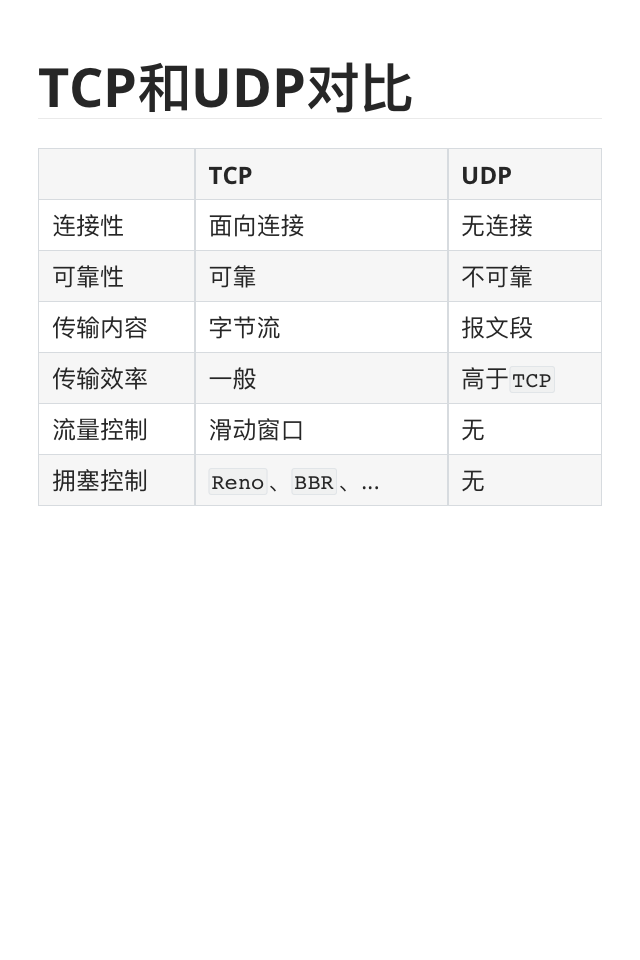 TCP和UDP对比
TCP UDP
连接性 面向连接 无连接
可靠性 可靠 不可靠
传输内容 字节流 报文段
传输效率 一般 高于TCP
流量控制 滑动窗口 无
拥塞控制 Reno、BBR、... 无